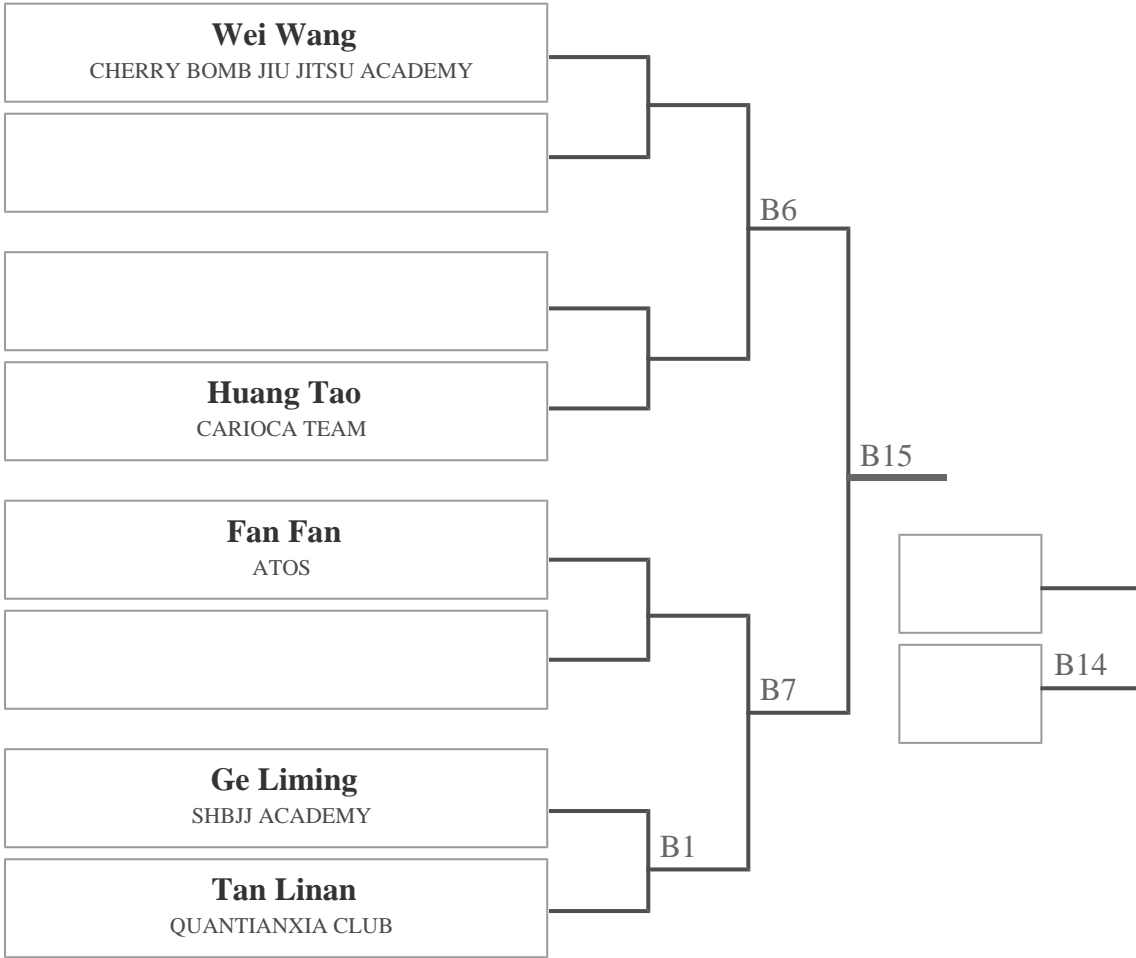 Wei Wang
CHERRY BOMB JIU JITSU ACADEMY
B6
Huang Tao
CARIOCA TEAM
B15
Fan Fan
ATOS
B14
B7
Ge Liming
SHBJJ ACADEMY
B1
Tan Linan
QUANTIANXIA CLUB